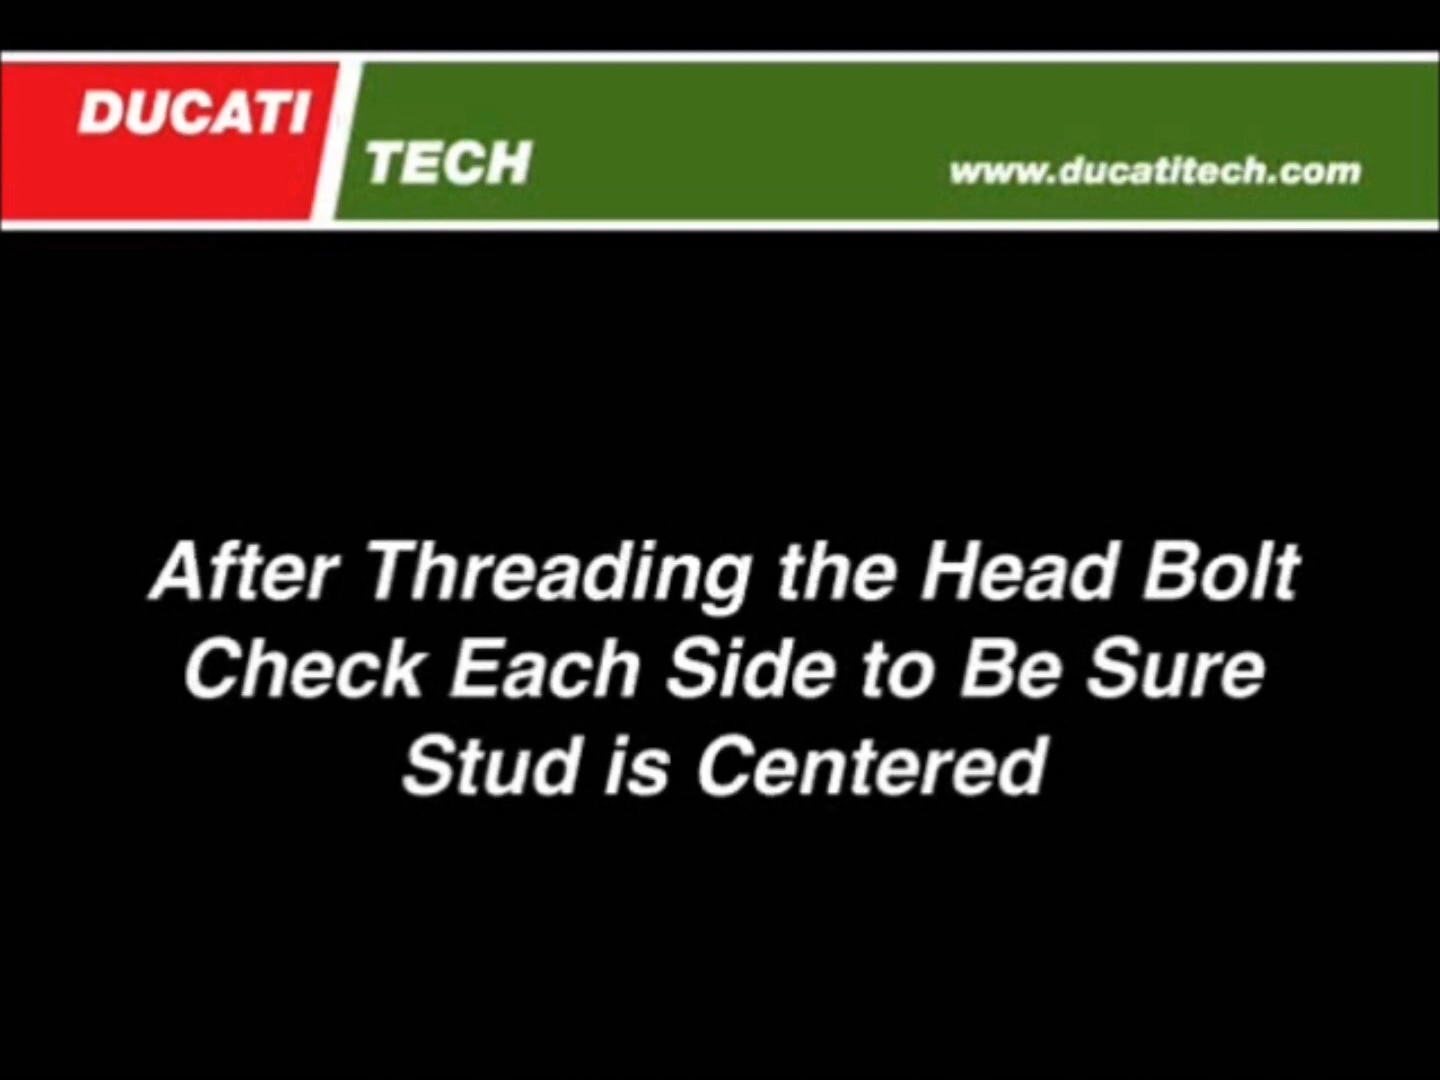 DUCATI
TECH
www.ducatitech.com
After Threading the Head Bolt
Check Each Side to Be Sure
Stud is Centered